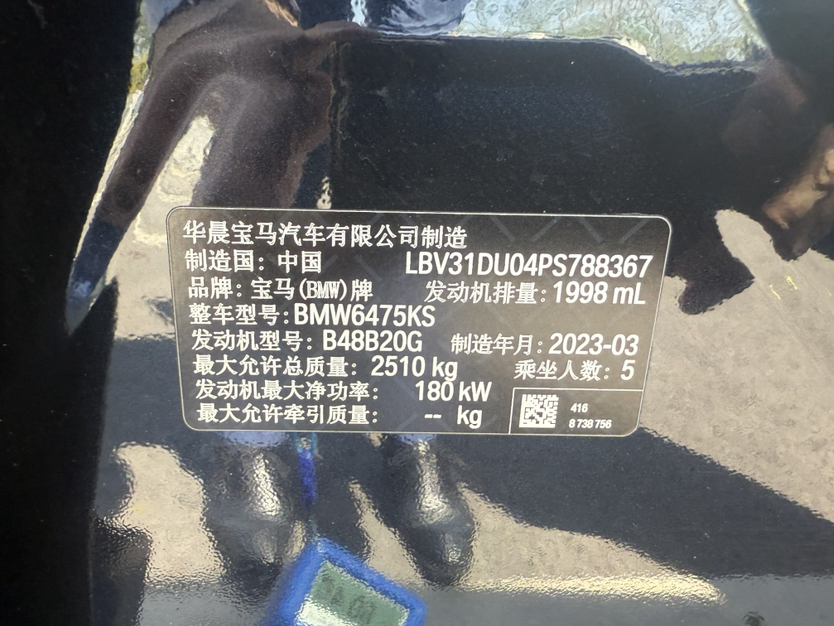 华晨宝马汽车有限公司制造
制造国：中国 LBV31DU04PS788367
品牌：宝马(BMW)牌 发动机排量：1998 mL
整车型号：BMW6475KS
发动机型号：B48B20G 制造年月：2023-03
最大允许总质量：2510 kg 乘坐人数：5
发动机最大净功率：180 kW
最大允许牵引质量：-- kg
416
8 738 756